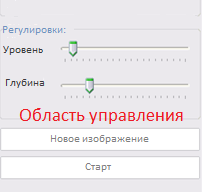 Регулировки:
Уровень
Глубина
Область управления
Новое изображение
Старт